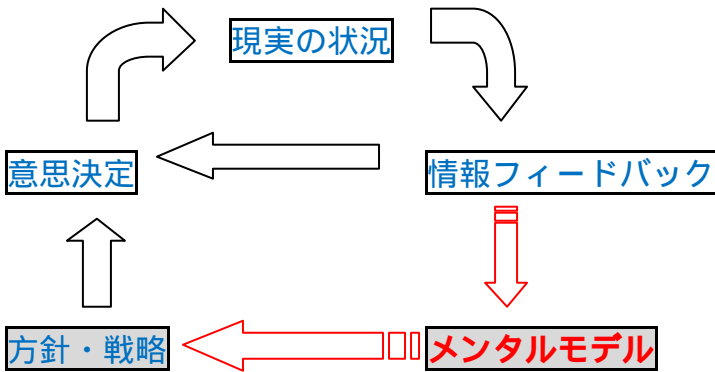 現実の状況
意思決定
情報フィードバック
方針・戦略
メンタルモデル